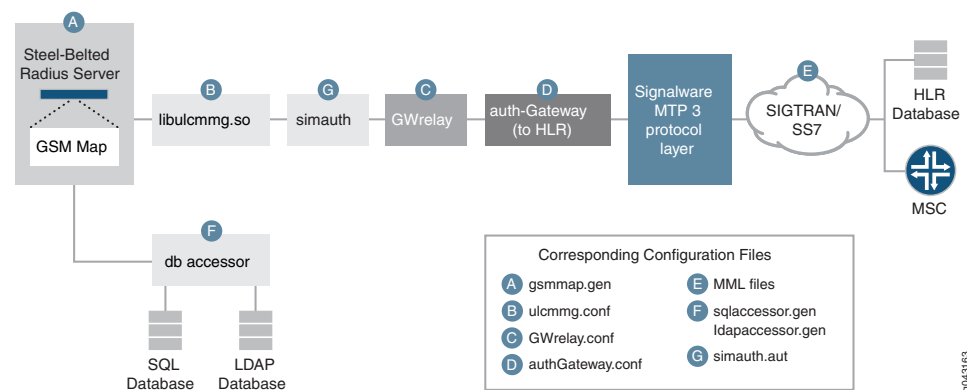 A
Steel-Belted
Radius Server
GSM Map
B
libulcmmg.so
G
simauth
C
GWrelay
D
auth-Gateway
(to HLR)
Signalware
MTP 3
protocol
layer
E
SIGTRAN/
SS7
HLR
Database
MSC
F
db accessor
SQL
Database
LDAP
Database
Corresponding Configuration Files
A gsmmap.gen
B ulcmmg.conf
C GWrelay.conf
D authGateway.conf
E MML files
F sqlaccessor.gen
ldapaccessor.gen
G simauth.aut
g043163